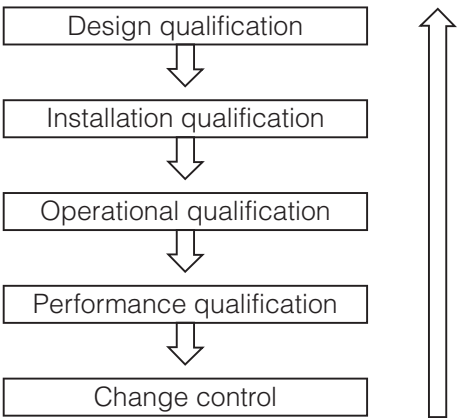 Design qualification
Installation qualification
Operational qualification
Performance qualification
Change control